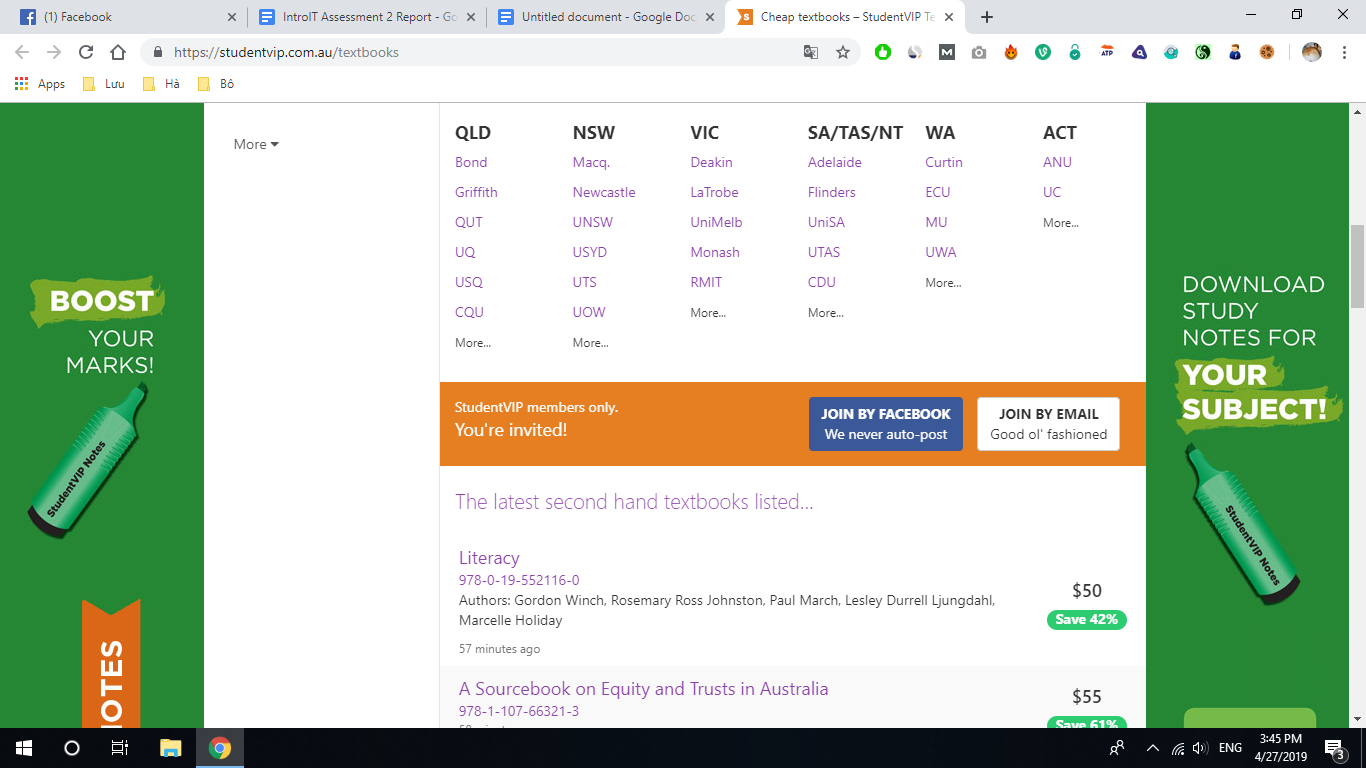 (1) Facebook
IntroIT Assessment 2 Report - Go
Untitled document - Google Doc
Cheap textbooks – StudentVIP Te
https://studentvip.com.au/textbooks
Apps
Lưu
Hà
Bô
More
QLD
Bond
Griffith
QUT
UQ
USQ
CQU
More...
NSW
Macq.
Newcastle
UNSW
USYD
UTS
UOW
More...
VIC
Deakin
LaTrobe
UniMelb
Monash
RMIT
More...
SA/TAS/NT
Adelaide
Flinders
UniSA
UTAS
CDU
More...
WA
Curtin
ECU
MU
UWA
More...
ACT
ANU
UC
More...
BOOST
YOUR
MARKS!
StudentVIP Notes
NOTES
StudentVIP members only.
You're invited!
JOIN BY FACEBOOK
We never auto-post
JOIN BY EMAIL
Good ol' fashioned
The latest second hand textbooks listed...
Literacy
978-0-19-552116-0
Authors: Gordon Winch, Rosemary Ross Johnston, Paul March, Lesley Durrell Ljungdahl,
Marcelle Holiday
57 minutes ago
$50
Save 42%
A Sourcebook on Equity and Trusts in Australia
978-1-107-66321-3
$55
Save 61%
DOWNLOAD
STUDY
NOTES FOR
YOUR
SUBJECT!
StudentVIP Notes
ENG
3:45 PM
4/27/2019
3